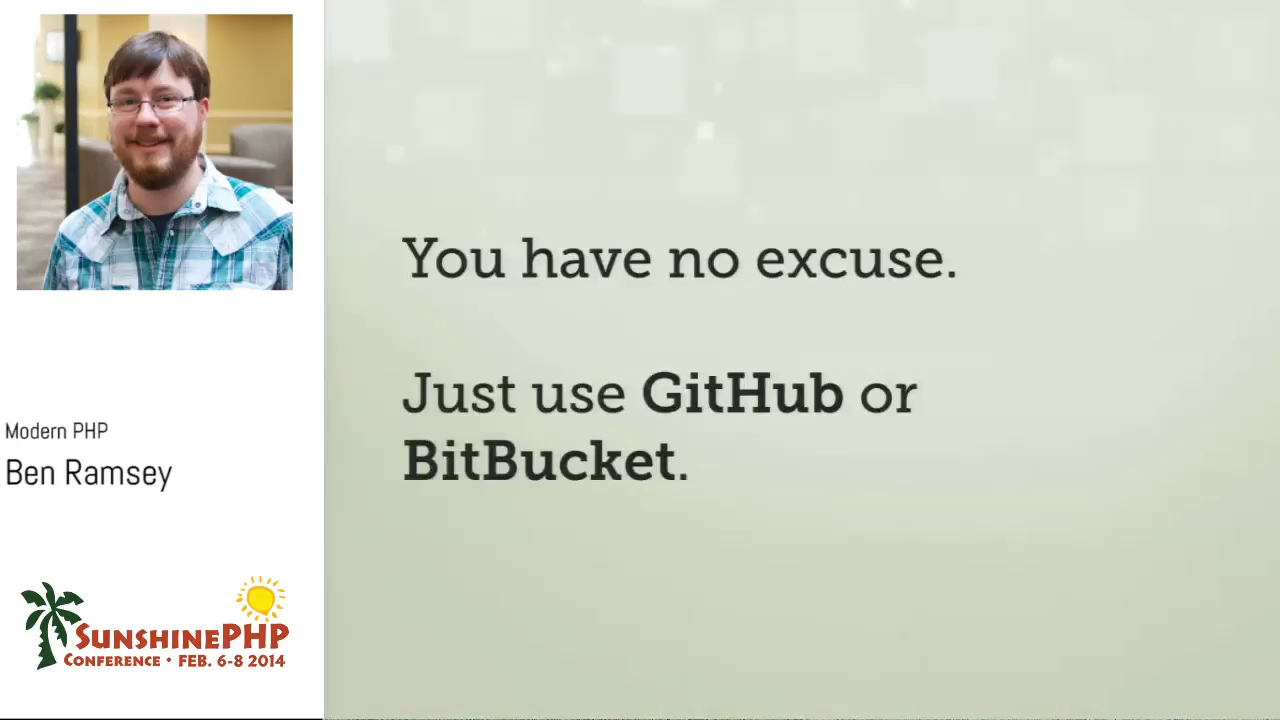 You have no excuse.
Just use GitHub or
BitBucket.
Modern PHP
Ben Ramsey
SUNSHINEPHP
CONFERENCE • FEB. 6-8 2014